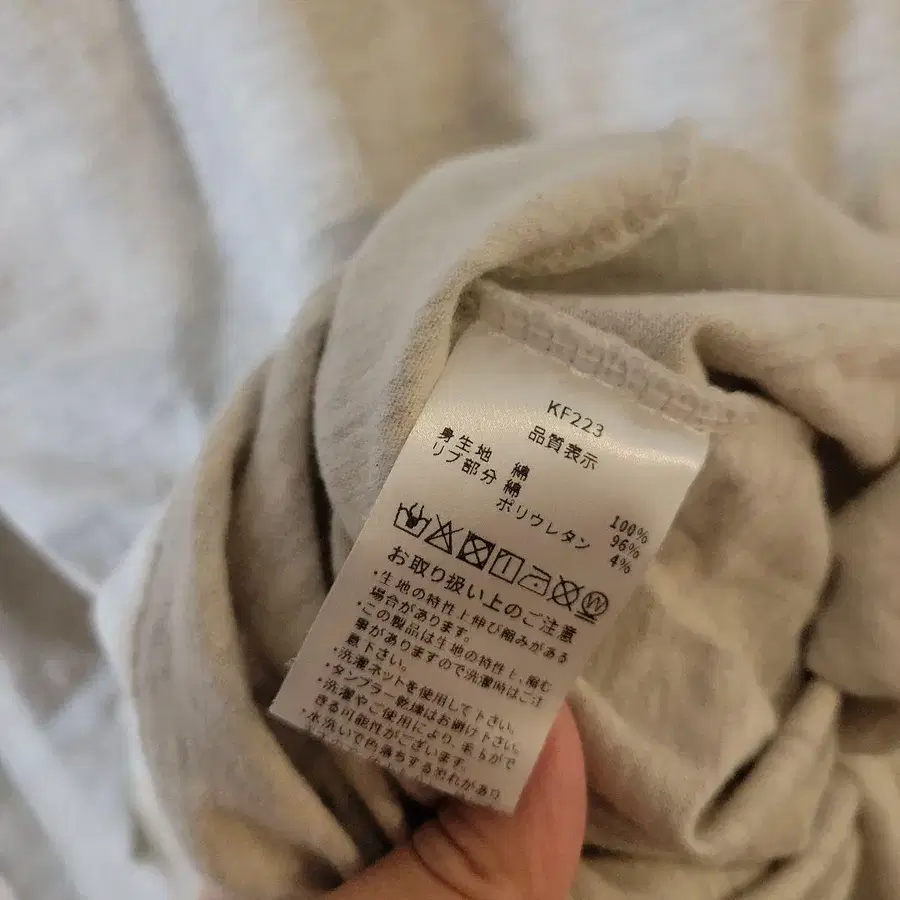 KF223
品質表示
身生地 綿 100%
リブ部分 綿 96%
ポリウレタン 4%
お取り扱い上のご注意
・生地の特性上伸び縮みがある
場合があります。
・この製品は生地の特性上、縮む
事がありますので洗濯時はご注
意下さい。
・洗濯ネットを使用して下さい。
・タンブラー乾燥はお避け下さい。
・洗濯やご使用により、毛玉がで
きる可能性がございます。
・水洗いで色落ちする恐れがあり